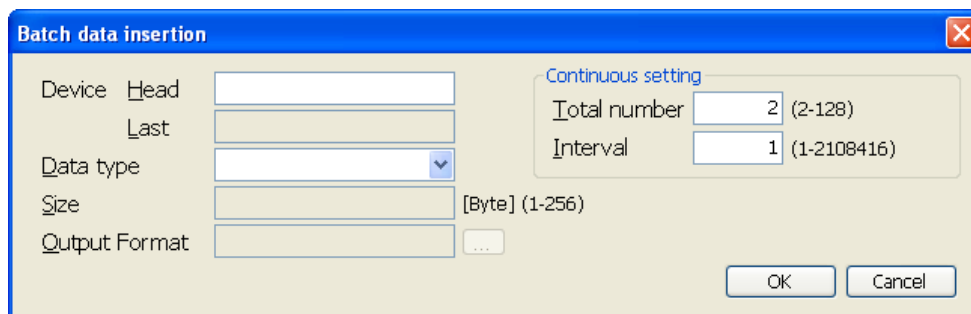 Batch data insertion
Device Head
Last
Data type
Size [Byte] (1-256)
Output Format ...
Continuous setting
Total number 2 (2-128)
Interval 1 (1-2108416)
OK Cancel